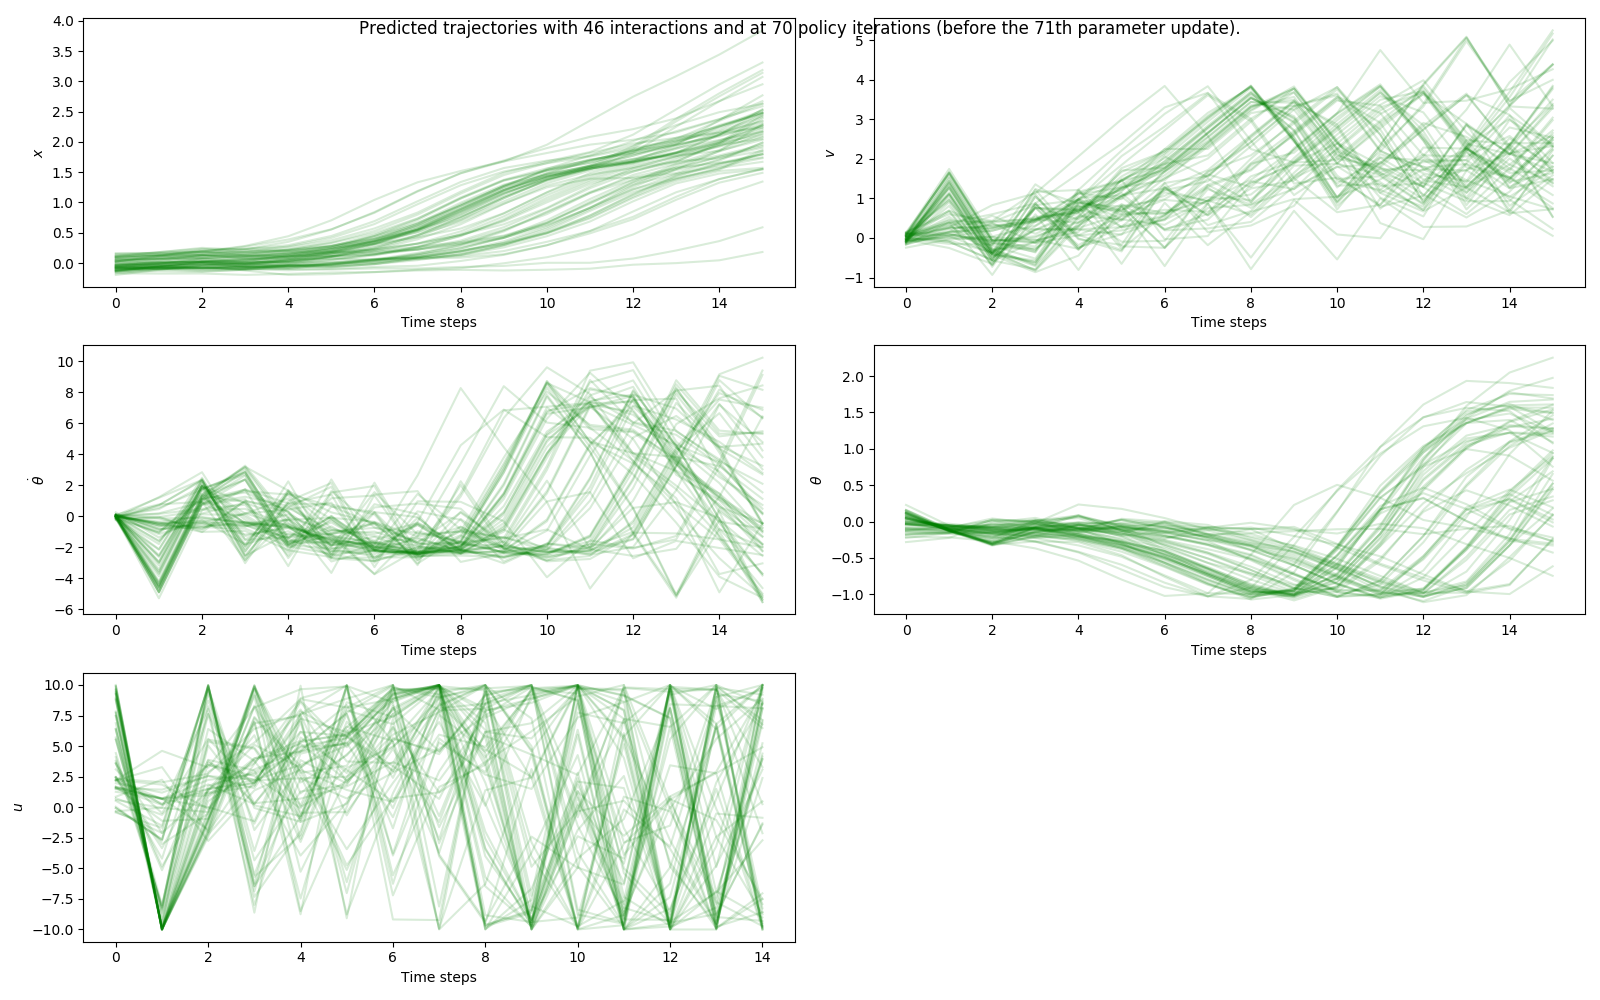 Predicted trajectories with 46 interactions and at 70 policy iterations (before the 71th parameter update).
4.0
3.5
3.0
2.5
2.0
1.5
1.0
0.5
0.0
x
0 2 4 6 8 10 12 14
Time steps
5
4
3
2
1
0
−1
v
0 2 4 6 8 10 12 14
Time steps
10
8
6
4
2
0
−2
−4
−6
θ̇
0 2 4 6 8 10 12 14
Time steps
2.0
1.5
1.0
0.5
0.0
−0.5
−1.0
θ
0 2 4 6 8 10 12 14
Time steps
10.0
7.5
5.0
2.5
0.0
−2.5
−5.0
−7.5
−10.0
u
0 2 4 6 8 10 12 14
Time steps